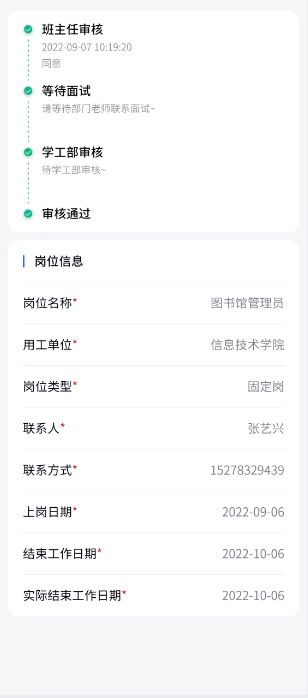 班主任审核
2022-09-07 10:19:20
同意
等待面试
请等待部门老师联系面试~
学工部审核
待学工部审核~
审核通过
岗位信息
岗位名称* 图书馆管理员
用工单位* 信息技术学院
岗位类型* 固定岗
联系人* 张艺兴
联系方式* 15278329439
上岗日期* 2022-09-06
结束工作日期* 2022-10-06
实际结束工作日期* 2022-10-06